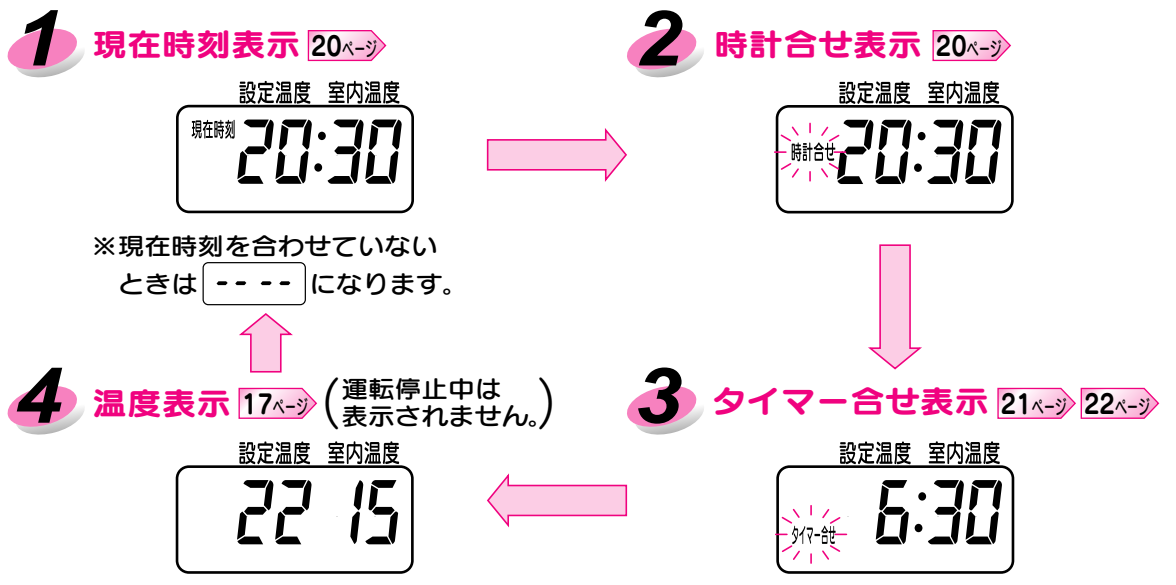 1 現在時刻表示 20ページ
設定温度 室内温度
現在時刻 20:30
※現在時刻を合わせていない
ときは ---- になります。
2 時計合せ表示 20ページ
設定温度 室内温度
時計合せ 20:30
3 タイマー合せ表示 21ページ 22ページ
設定温度 室内温度
タイマー合せ 6:30
4 温度表示 17ページ (運転停止中は
表示されません。)
設定温度 室内温度
22 15